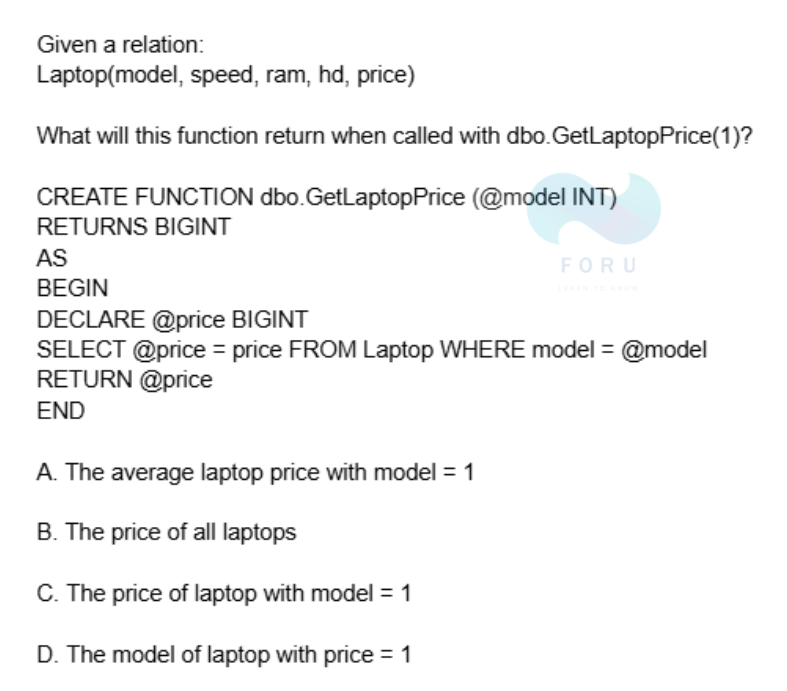 Given a relation:
Laptop(model, speed, ram, hd, price)
What will this function return when called with dbo.GetLaptopPrice(1)?
CREATE FUNCTION dbo.GetLaptopPrice (@model INT)
RETURNS BIGINT
AS
BEGIN
DECLARE @price BIGINT
SELECT @price = price FROM Laptop WHERE model = @model
RETURN @price
END
FORU
A. The average laptop price with model = 1
B. The price of all laptops
C. The price of laptop with model = 1
D. The model of laptop with price = 1